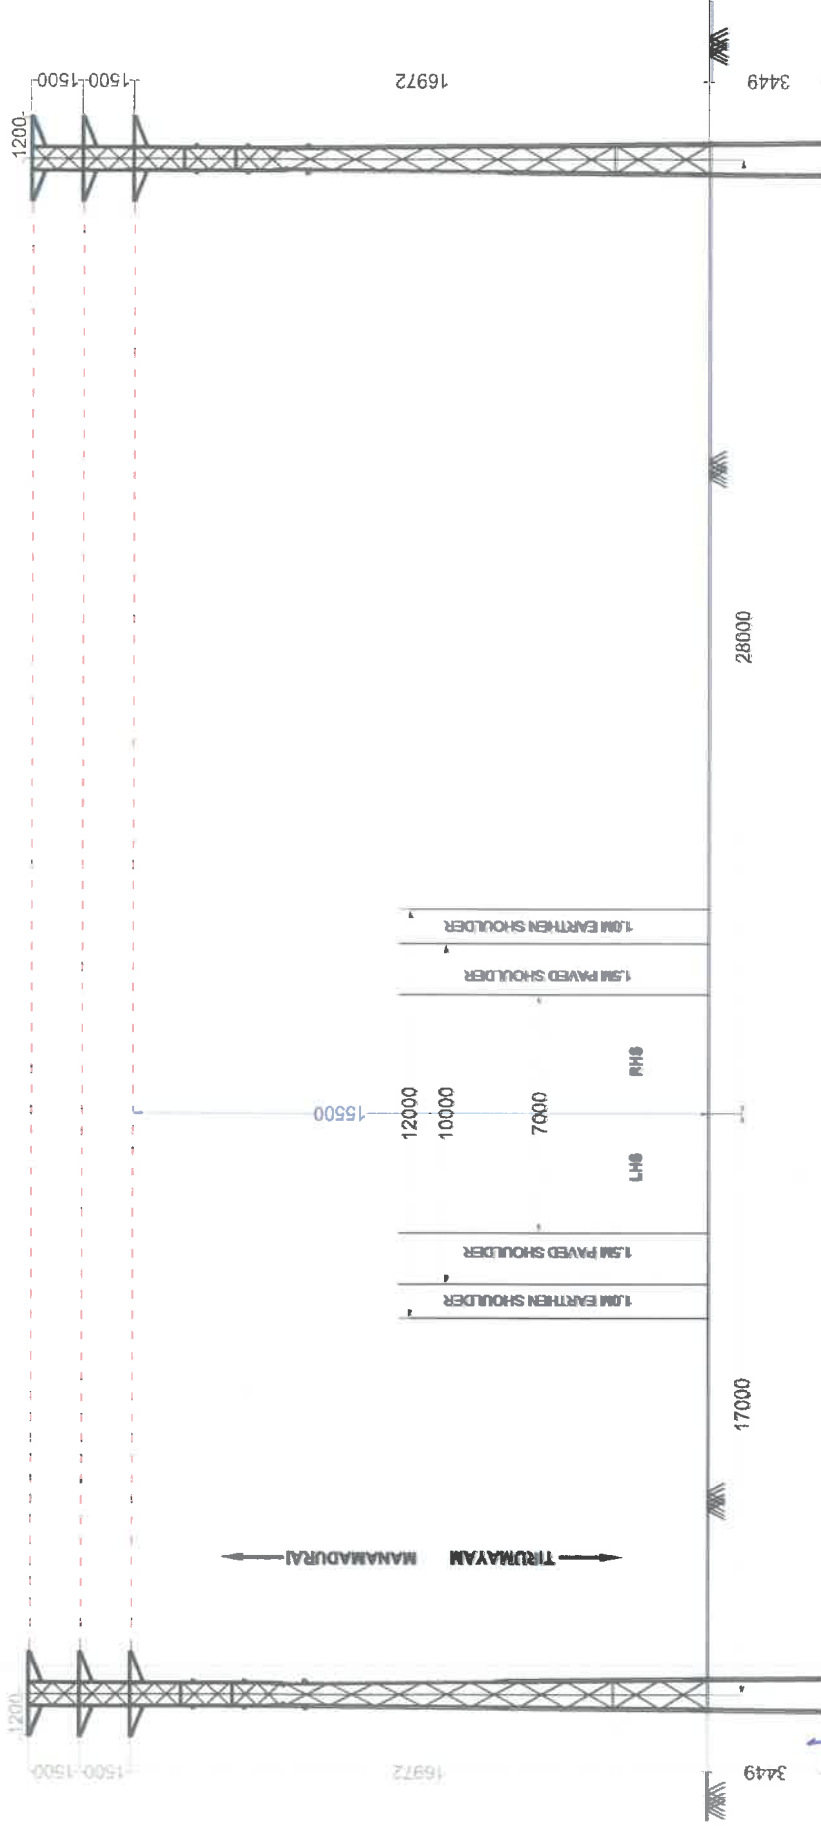 1200
1500
1500
16972
3449
28000
1.0M EARTHEN SHOULDER
1.5M PAVED SHOULDER
RHS
15500
12000
10000
7000
LHS
1.5M PAVED SHOULDER
1.0M EARTHEN SHOULDER
17000
MANAMADURAI
TIRUMAYAM
1200
1500
1500
16972
3449